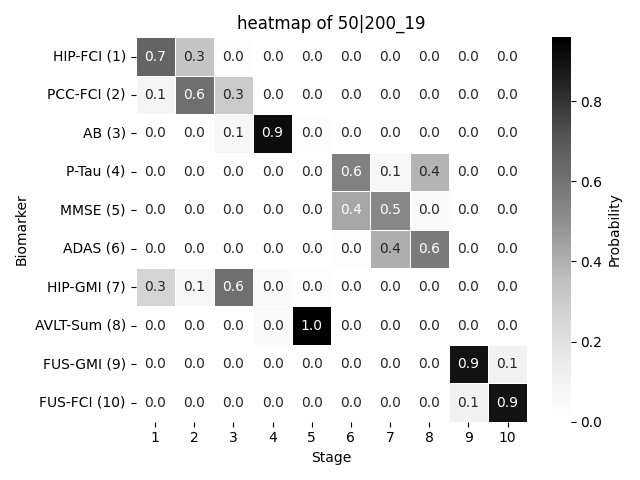 heatmap of 50|200_19
HIP-FCI (1) 0.7 0.3 0.0 0.0 0.0 0.0 0.0 0.0 0.0 0.0
PCC-FCI (2) 0.1 0.6 0.3 0.0 0.0 0.0 0.0 0.0 0.0 0.0
AB (3) 0.0 0.0 0.1 0.9 0.0 0.0 0.0 0.0 0.0 0.0
P-Tau (4) 0.0 0.0 0.0 0.0 0.0 0.6 0.1 0.4 0.0 0.0
MMSE (5) 0.0 0.0 0.0 0.0 0.0 0.4 0.5 0.0 0.0 0.0
ADAS (6) 0.0 0.0 0.0 0.0 0.0 0.0 0.4 0.6 0.0 0.0
HIP-GMI (7) 0.3 0.1 0.6 0.0 0.0 0.0 0.0 0.0 0.0 0.0
AVLT-Sum (8) 0.0 0.0 0.0 0.0 1.0 0.0 0.0 0.0 0.0 0.0
FUS-GMI (9) 0.0 0.0 0.0 0.0 0.0 0.0 0.0 0.0 0.9 0.1
FUS-FCI (10) 0.0 0.0 0.0 0.0 0.0 0.0 0.0 0.0 0.1 0.9
1 2 3 4 5 6 7 8 9 10
Stage
Biomarker
0.8
0.6
0.4
0.2
0.0
Probability